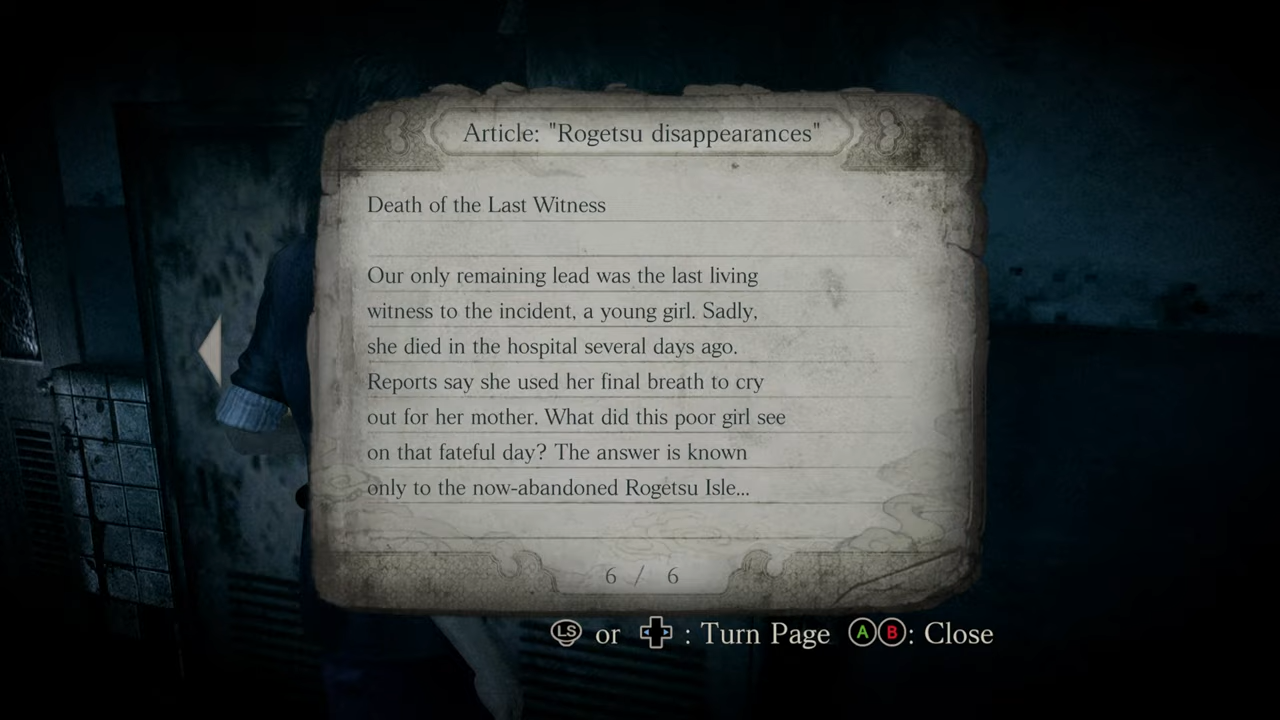 Article: "Rogetsu disappearances"
Death of the Last Witness
Our only remaining lead was the last living
witness to the incident, a young girl. Sadly,
she died in the hospital several days ago.
Reports say she used her final breath to cry
out for her mother. What did this poor girl see
on that fateful day? The answer is known
only to the now-abandoned Rogetsu Isle...
6 / 6
LS or : Turn Page A B : Close